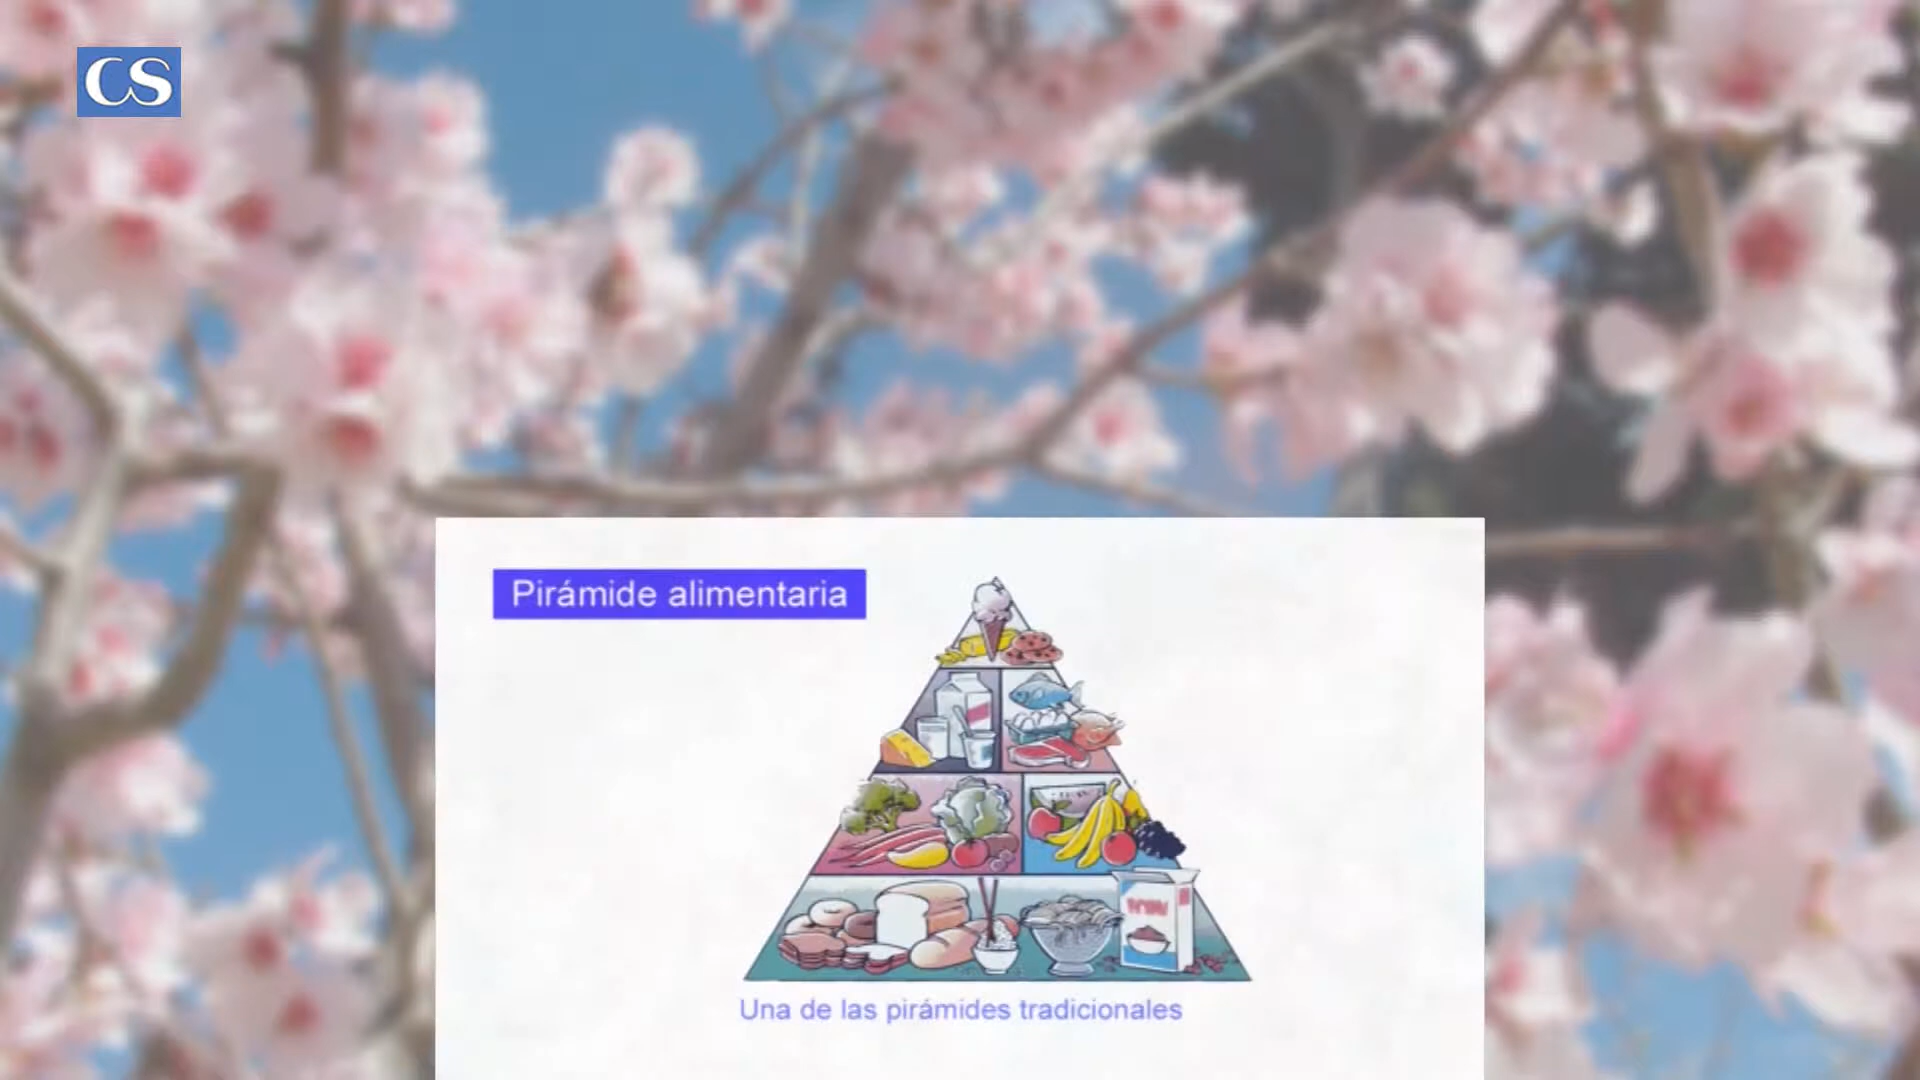 CS
Pirámide alimentaria
Una de las pirámides tradicionales